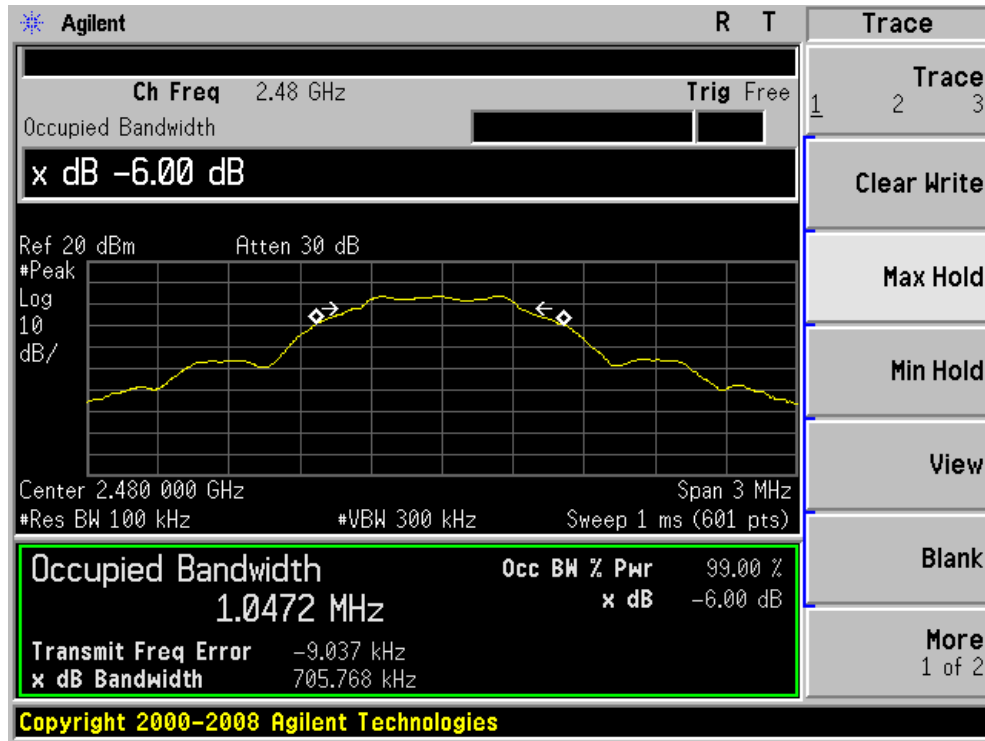 Agilent R T Trace
Ch Freq 2.48 GHz Trig Free
Occupied Bandwidth
x dB -6.00 dB
Ref 20 dBm Atten 30 dB
#Peak
Log
10
dB/
Center 2.480 000 GHz Span 3 MHz
#Res BW 100 kHz #VBW 300 kHz Sweep 1 ms (601 pts)
Occupied Bandwidth
1.0472 MHz
Occ BW % Pwr 99.00 %
x dB -6.00 dB
Transmit Freq Error -9.037 kHz
x dB Bandwidth 705.768 kHz
Copyright 2000-2008 Agilent Technologies
Trace
1 2 3
Clear Write
Max Hold
Min Hold
View
Blank
More
1 of 2